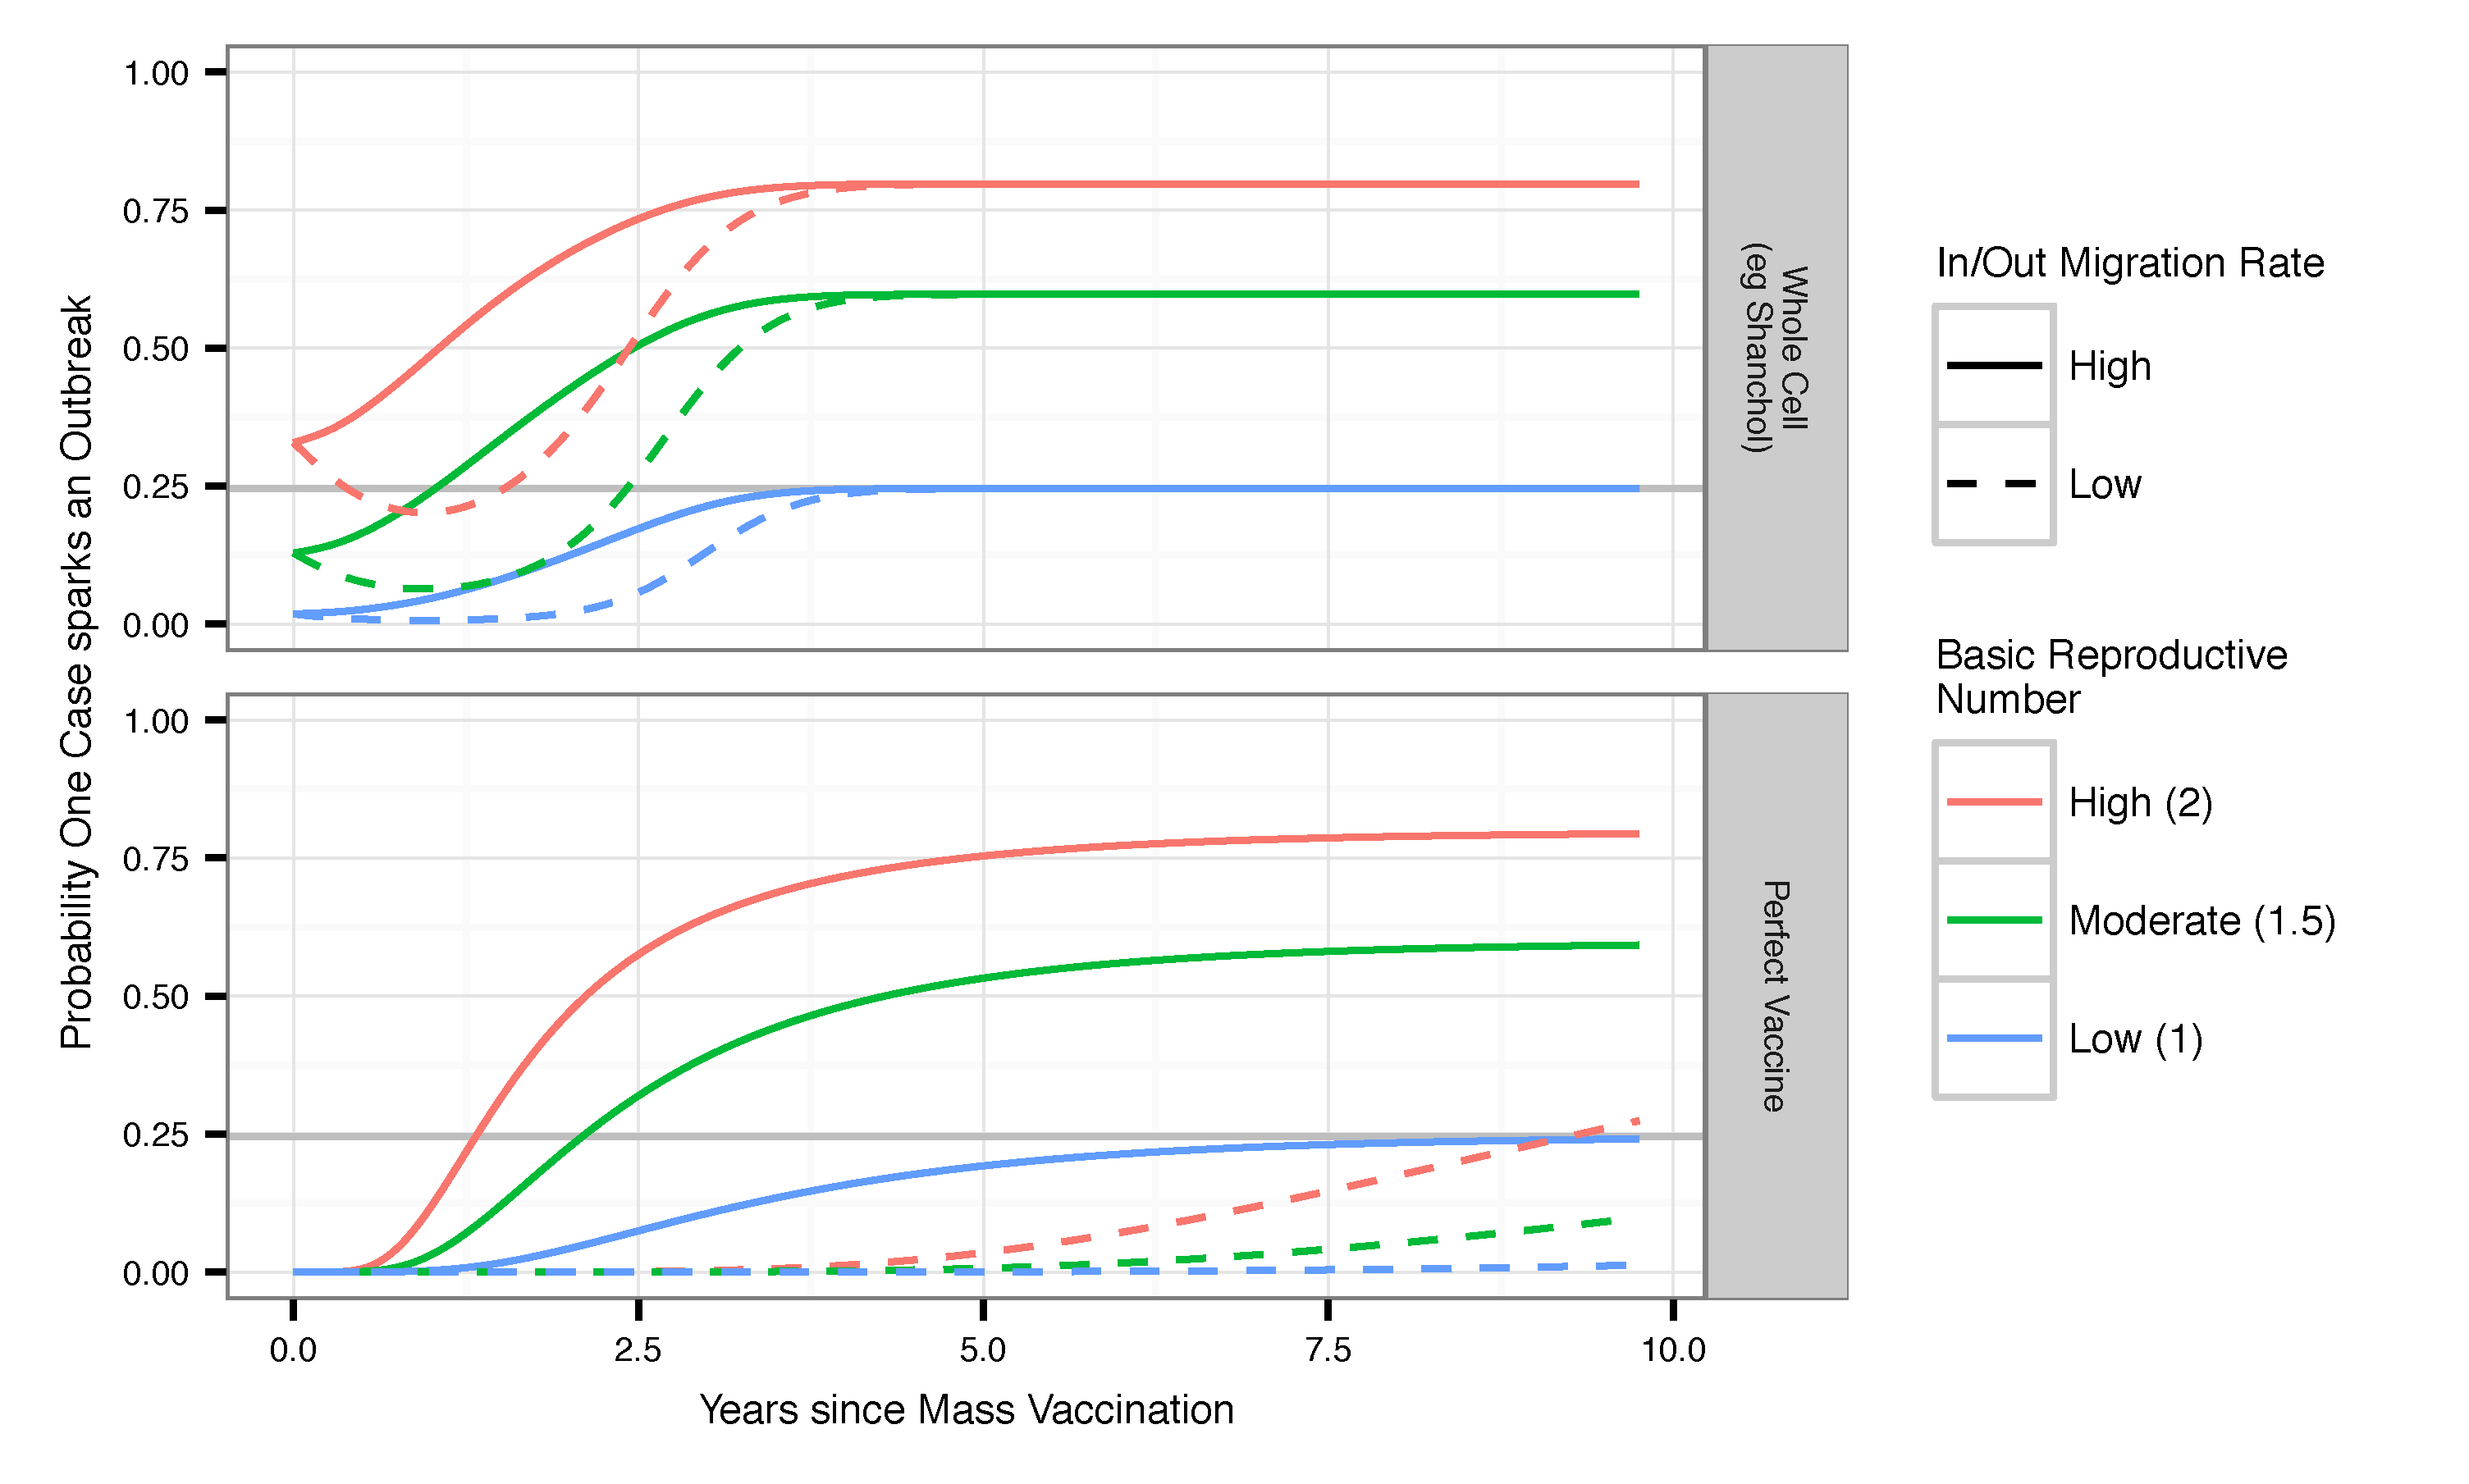 Probability One Case sparks an Outbreak
1.00
0.75
0.50
0.25
0.00
Whole Cell
(eg Shanchol)
1.00
0.75
0.50
0.25
0.00
Perfect Vaccine
0.0
2.5
5.0
7.5
10.0
Years since Mass Vaccination
In/Out Migration Rate
High
Low
Basic Reproductive
Number
High (2)
Moderate (1.5)
Low (1)